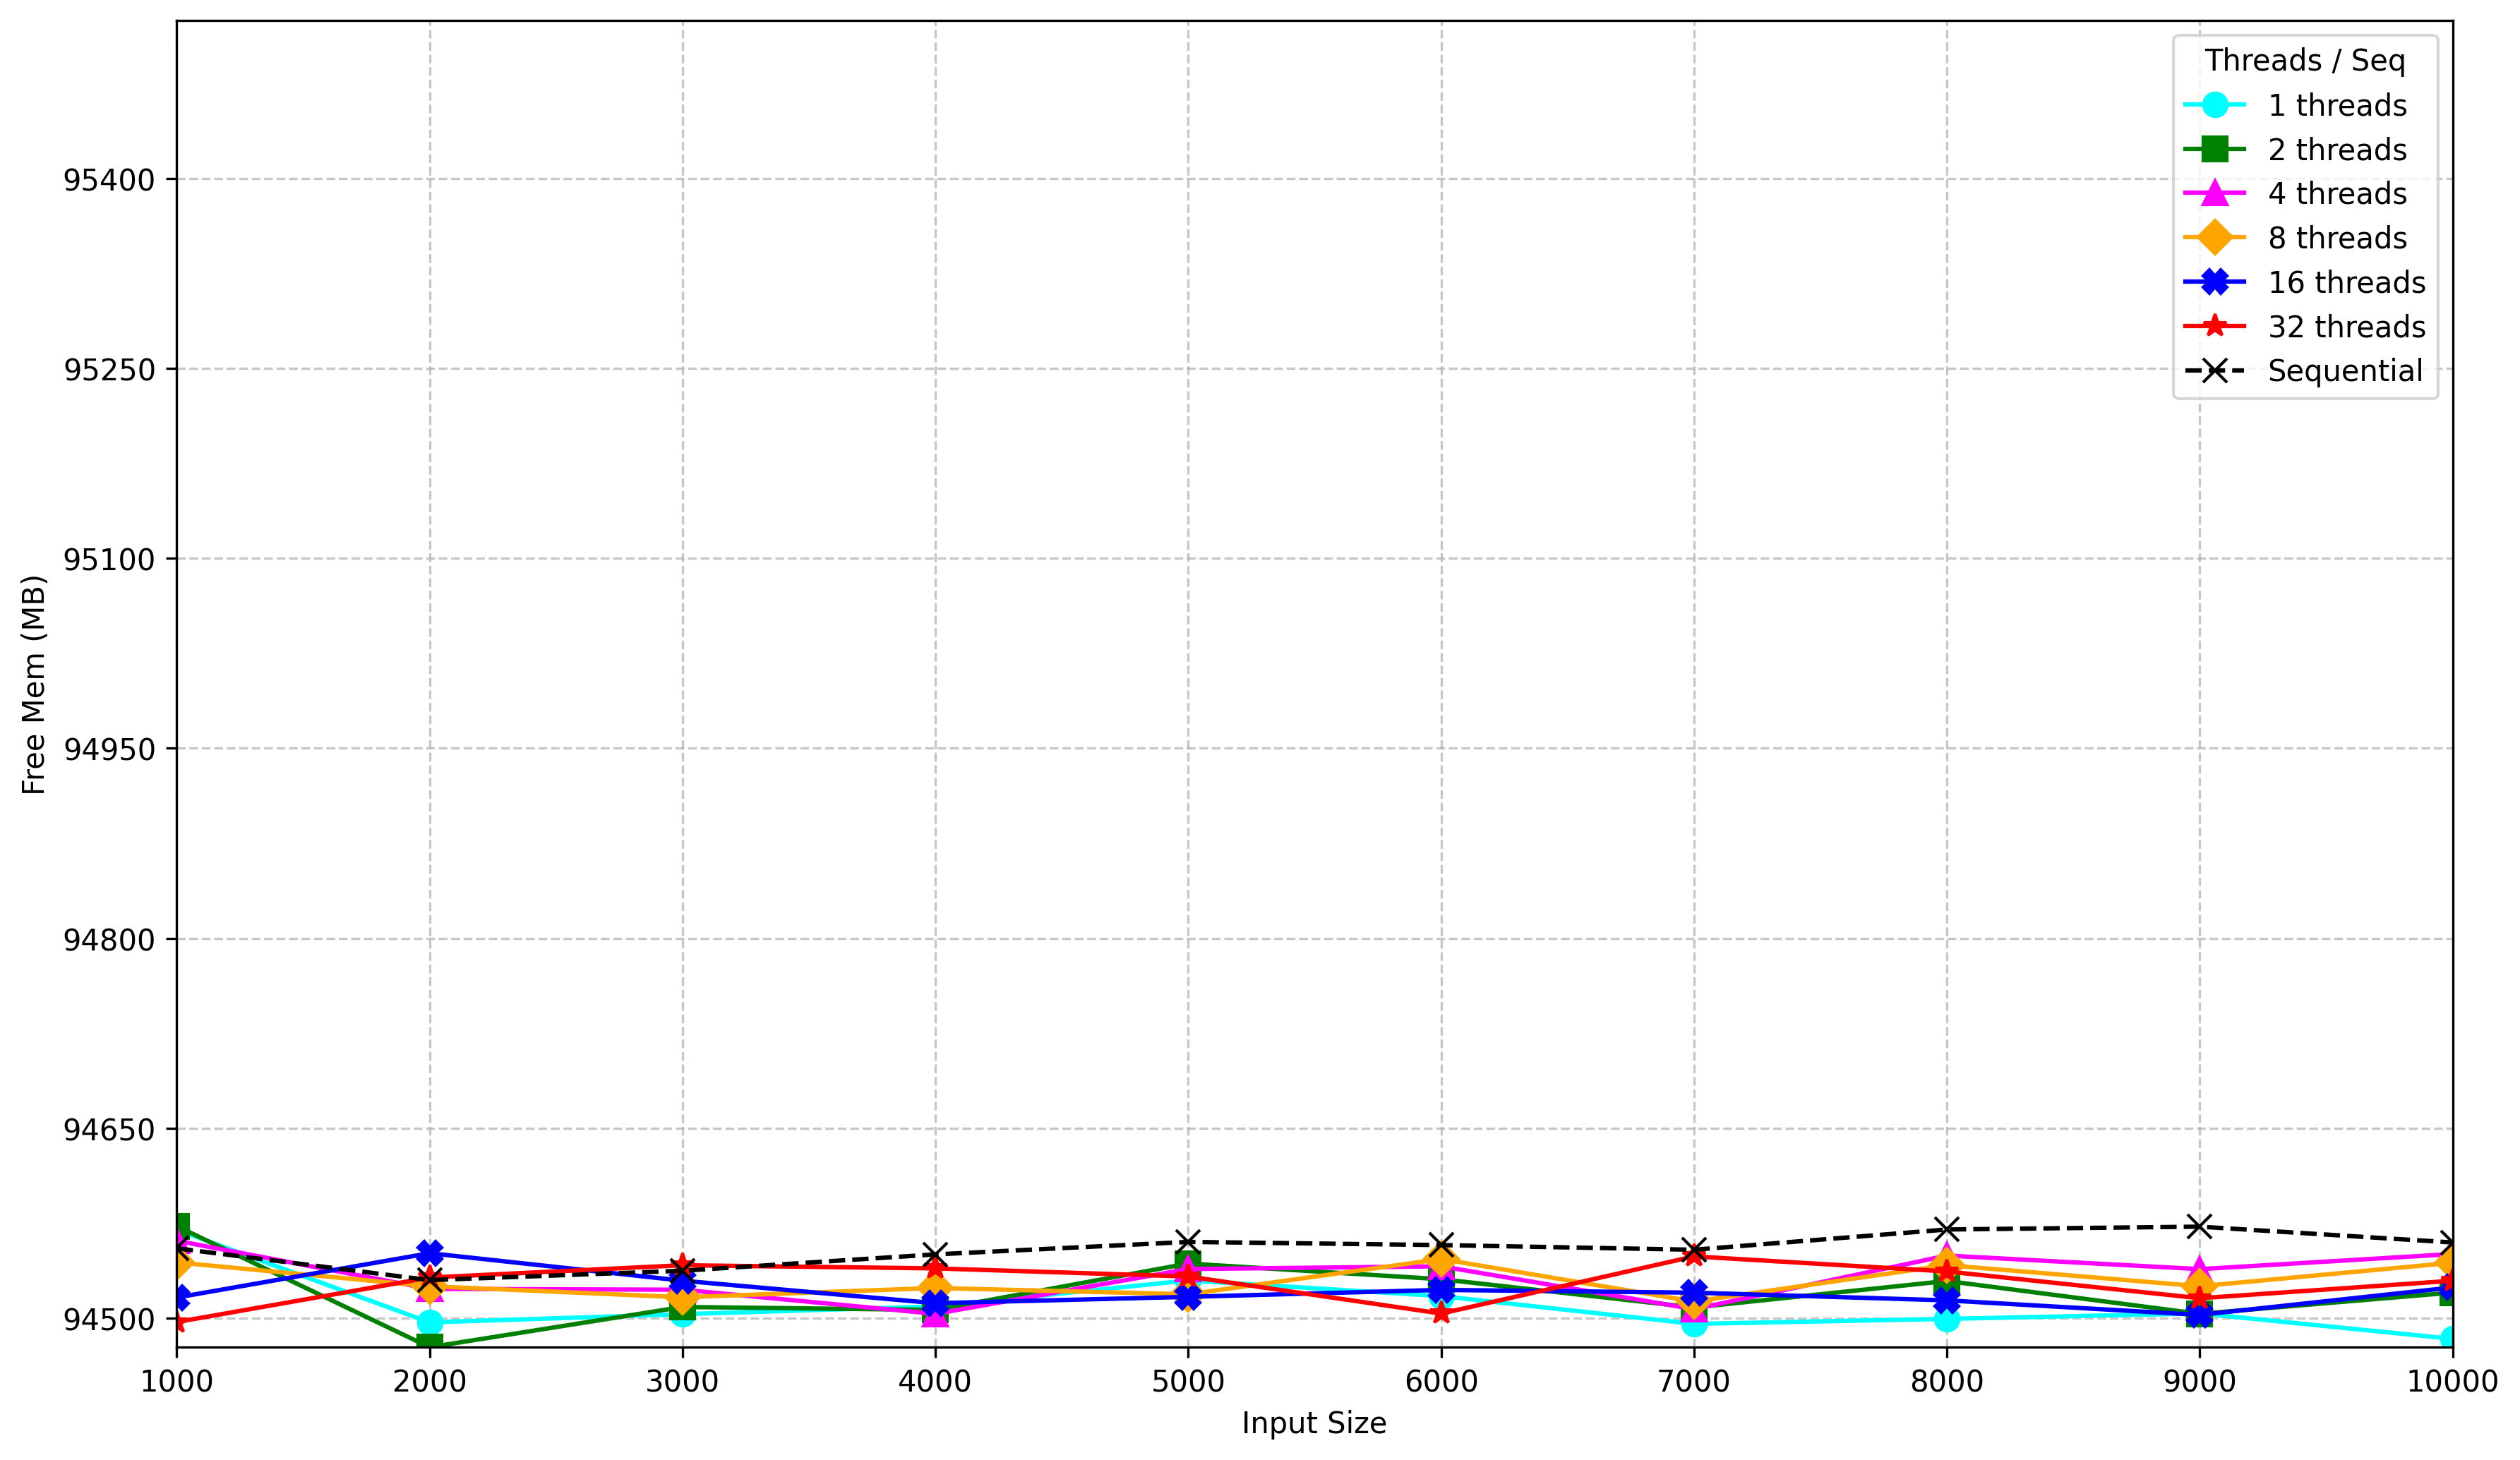 Threads / Seq
1 threads
2 threads
4 threads
8 threads
16 threads
32 threads
Sequential
95400
95250
95100
94950
94800
94650
94500
Free Mem (MB)
1000 2000 3000 4000 5000 6000 7000 8000 9000 10000
Input Size